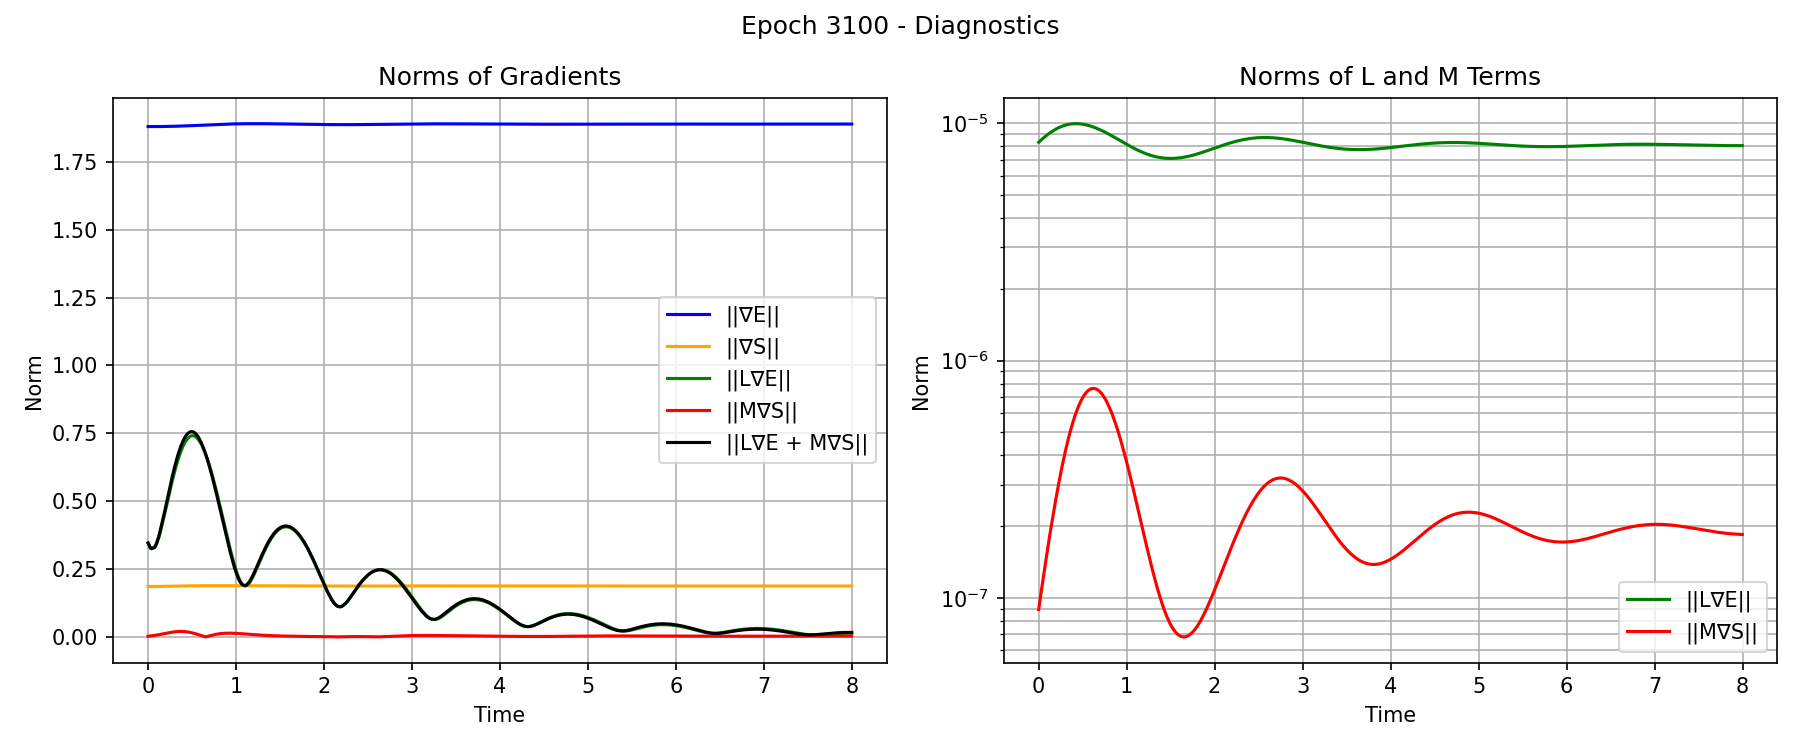 Epoch 3100 - Diagnostics
Norms of Gradients
Norm
1.75
1.50
1.25
1.00
0.75
0.50
0.25
0.00
0 1 2 3 4 5 6 7 8
Time
||∇E||
||∇S||
||L∇E||
||M∇S||
||L∇E + M∇S||
Norms of L and M Terms
Norm
10⁻⁵
10⁻⁶
10⁻⁷
0 1 2 3 4 5 6 7 8
Time
||L∇E||
||M∇S||